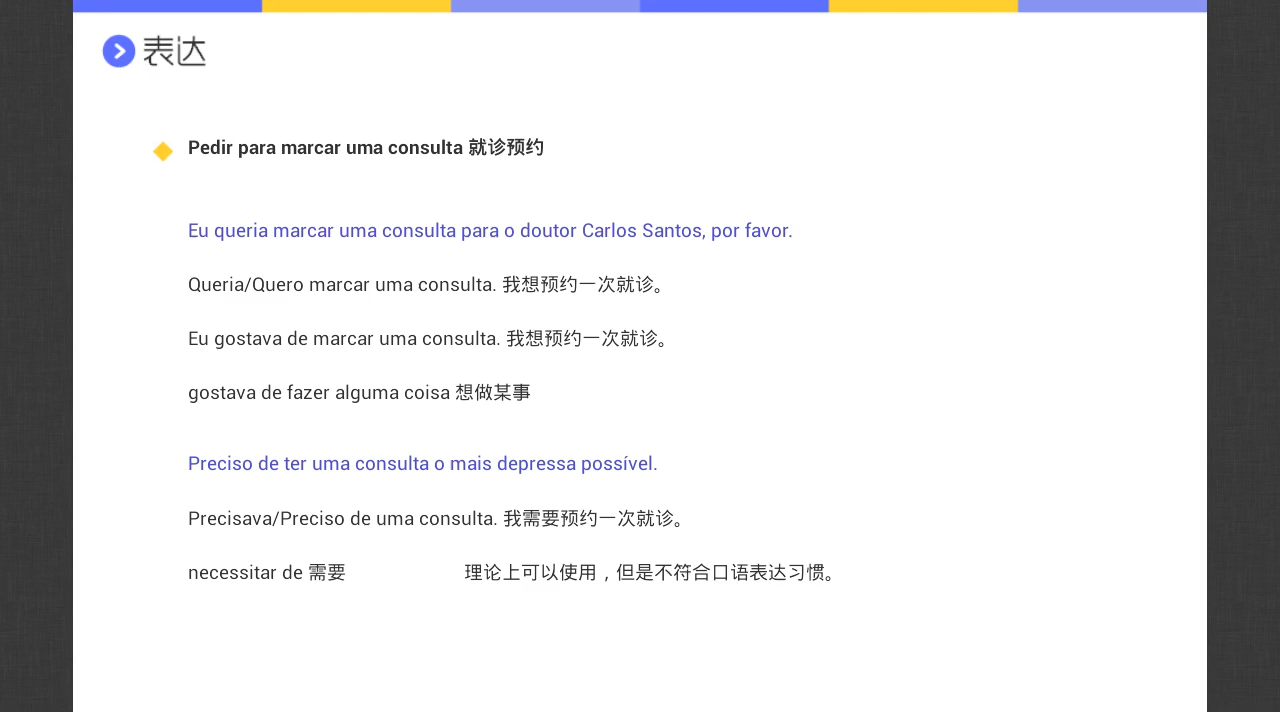 表达
Pedir para marcar uma consulta 就诊预约
Eu queria marcar uma consulta para o doutor Carlos Santos, por favor.
Queria/Quero marcar uma consulta. 我想预约一次就诊。
Eu gostava de marcar uma consulta. 我想预约一次就诊。
gostava de fazer alguma coisa 想做某事
Preciso de ter uma consulta o mais depressa possível.
Precisava/Preciso de uma consulta. 我需要预约一次就诊。
necessitar de 需要 理论上可以使用，但是不符合口语表达习惯。